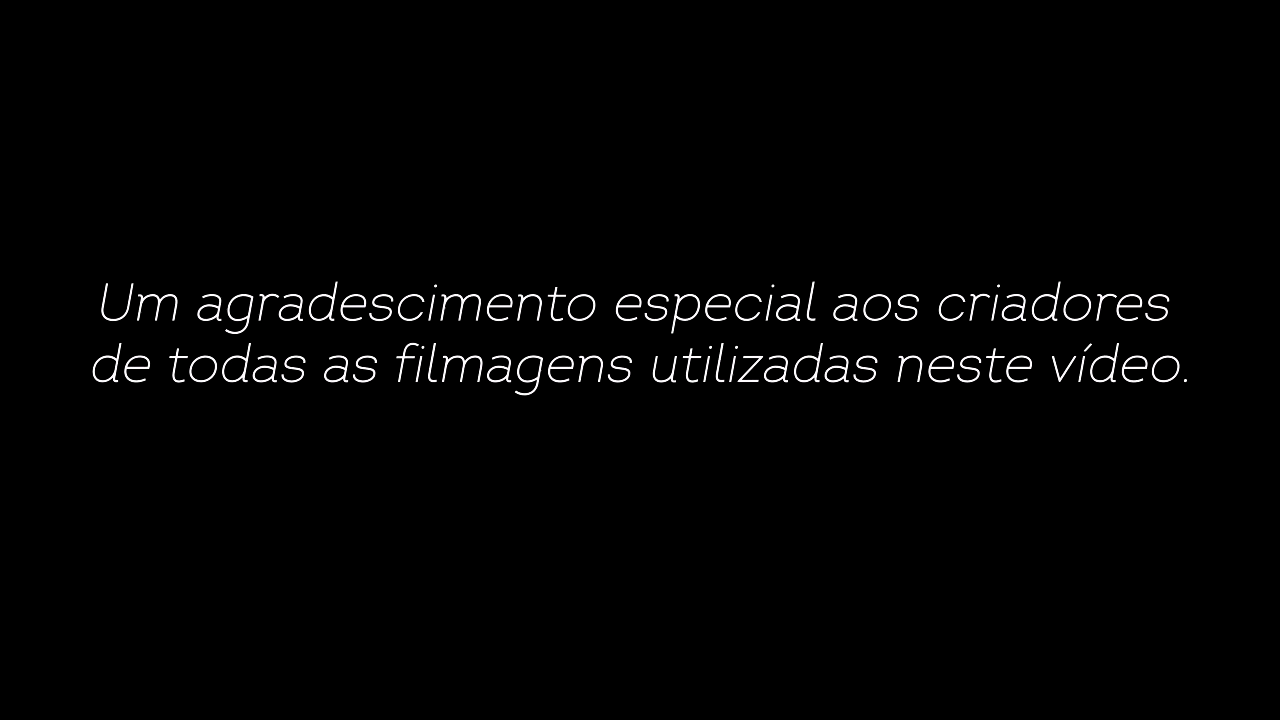 Um agradescimento especial aos criadores
de todas as filmagens utilizadas neste vídeo.